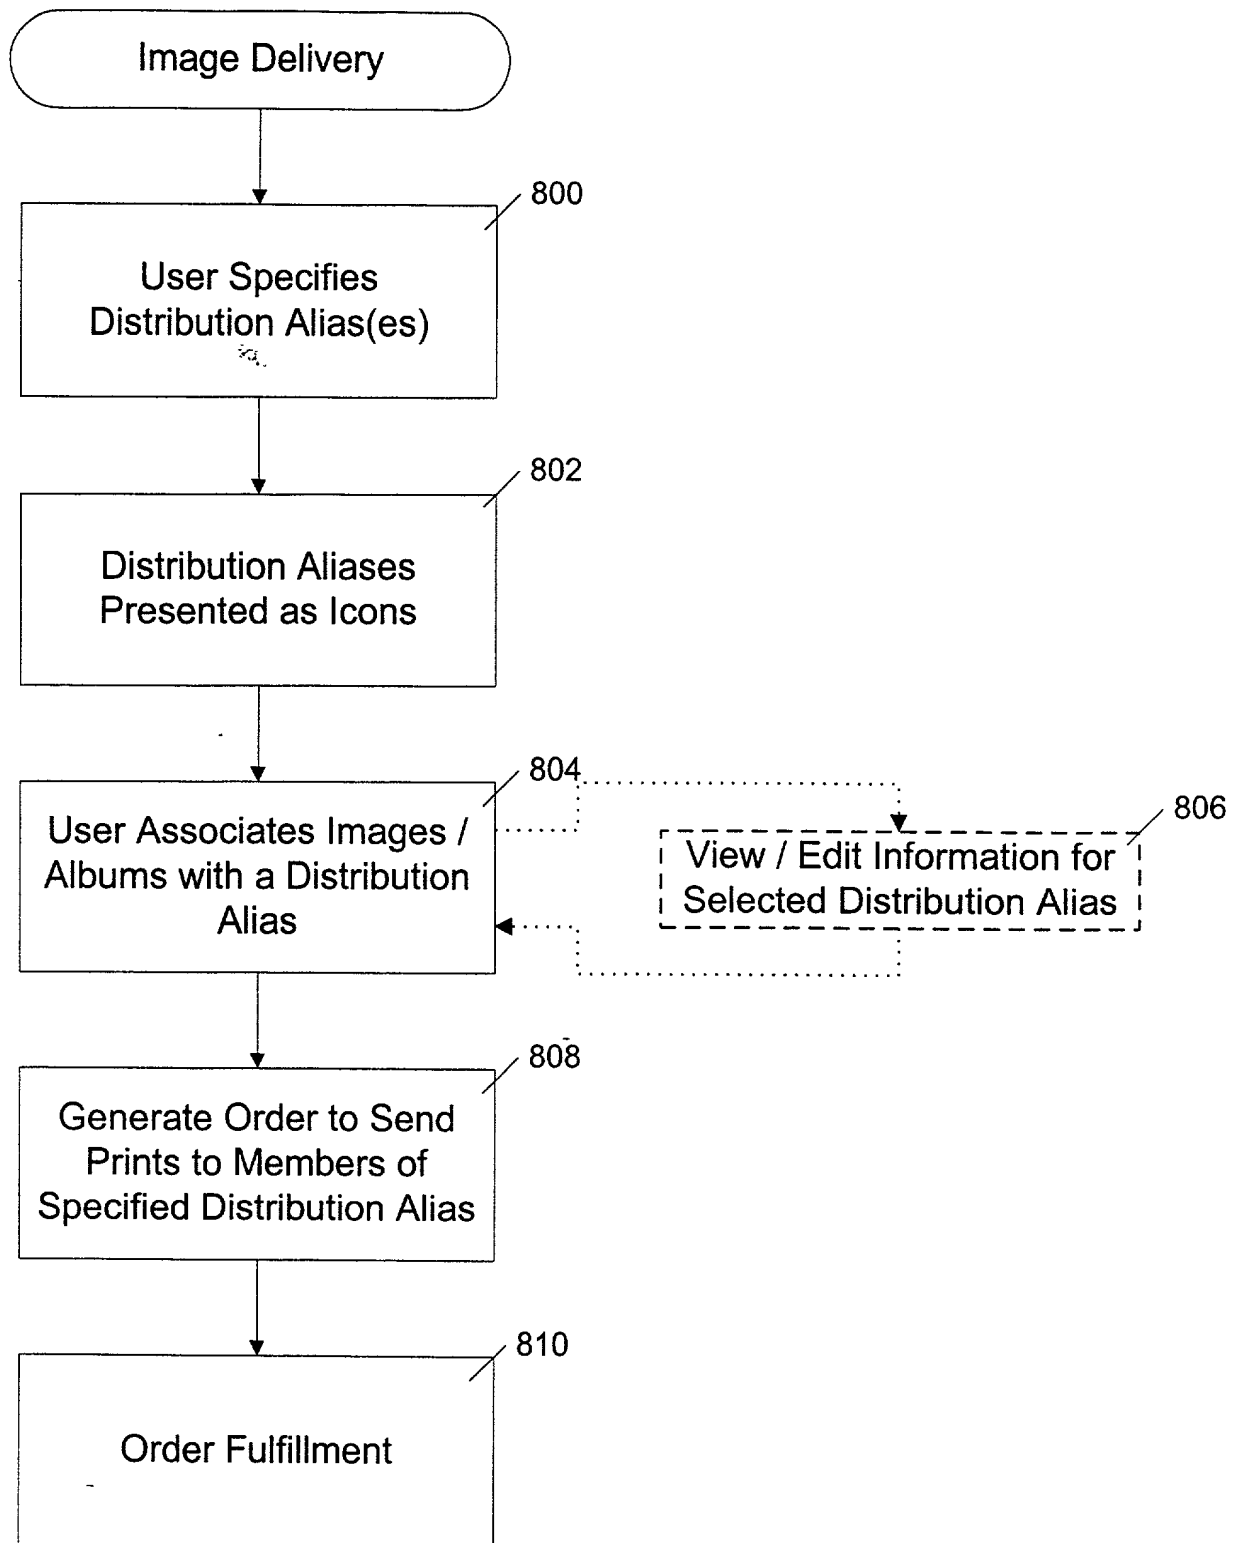 Image Delivery
800
User Specifies
Distribution Alias(es)
802
Distribution Aliases
Presented as Icons
804
User Associates Images /
Albums with a Distribution
Alias
806
View / Edit Information for
Selected Distribution Alias
808
Generate Order to Send
Prints to Members of
Specified Distribution Alias
810
Order Fulfillment